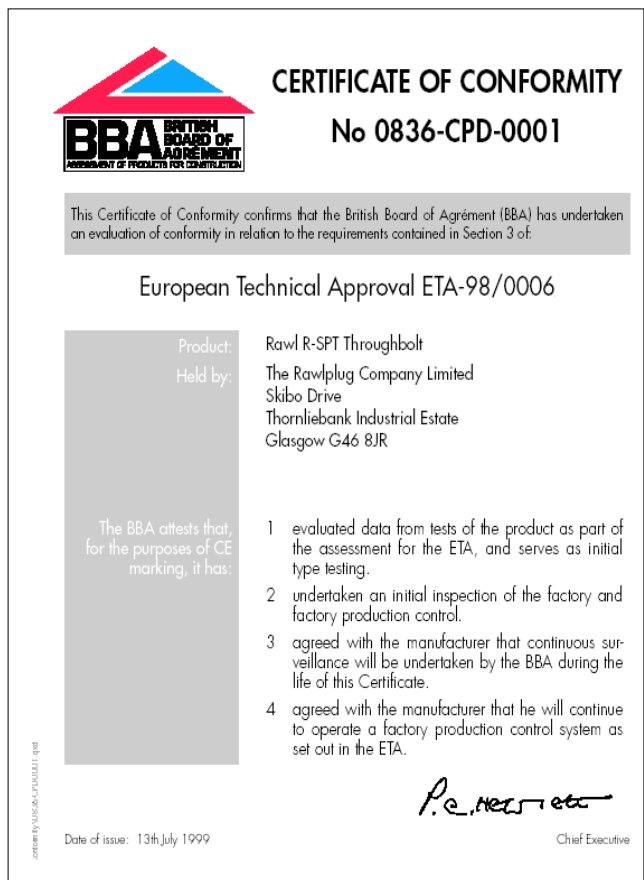 CERTIFICATE OF CONFORMITY
No 0836-CPD-0001
BBA
BRITISH
BOARD OF
AGRÉMENT
ASSESSMENT OF PRODUCTS FOR CONSTRUCTION
This Certificate of Conformity confirms that the British Board of Agrément (BBA) has undertaken
an evaluation of conformity in relation to the requirements contained in Section 3 of:
European Technical Approval ETA-98/0006
Product:
Rawl R-SPT Throughbolt
Held by:
The Rawlplug Company Limited
Skibo Drive
Thornliebank Industrial Estate
Glasgow G46 8JR
The BBA attests that,
for the purposes of CE
marking, it has:
1 evaluated data from tests of the product as part of
the assessment for the ETA, and serves as initial
type testing.
2 undertaken an initial inspection of the factory and
factory production control.
3 agreed with the manufacturer that continuous sur-
veillance will be undertaken by the BBA during the
life of this Certificate.
4 agreed with the manufacturer that he will continue
to operate a factory production control system as
set out in the ETA.
Date of issue: 13th July 1999
Chief Executive